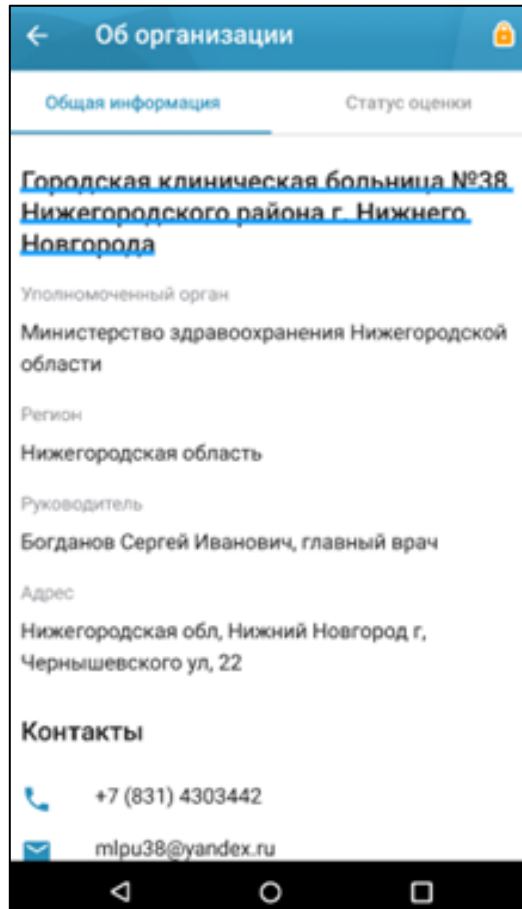 Об организации
Общая информация
Статус оценки
Городская клиническая больница №38
Нижегородского района г. Нижнего
Новгорода
Уполномоченный орган
Министерство здравоохранения Нижегородской
области
Регион
Нижегородская область
Руководитель
Богданов Сергей Иванович, главный врач
Адрес
Нижегородская обл, Нижний Новгород г,
Чернышевского ул, 22
Контакты
+7 (831) 4303442
mlpu38@yandex.ru